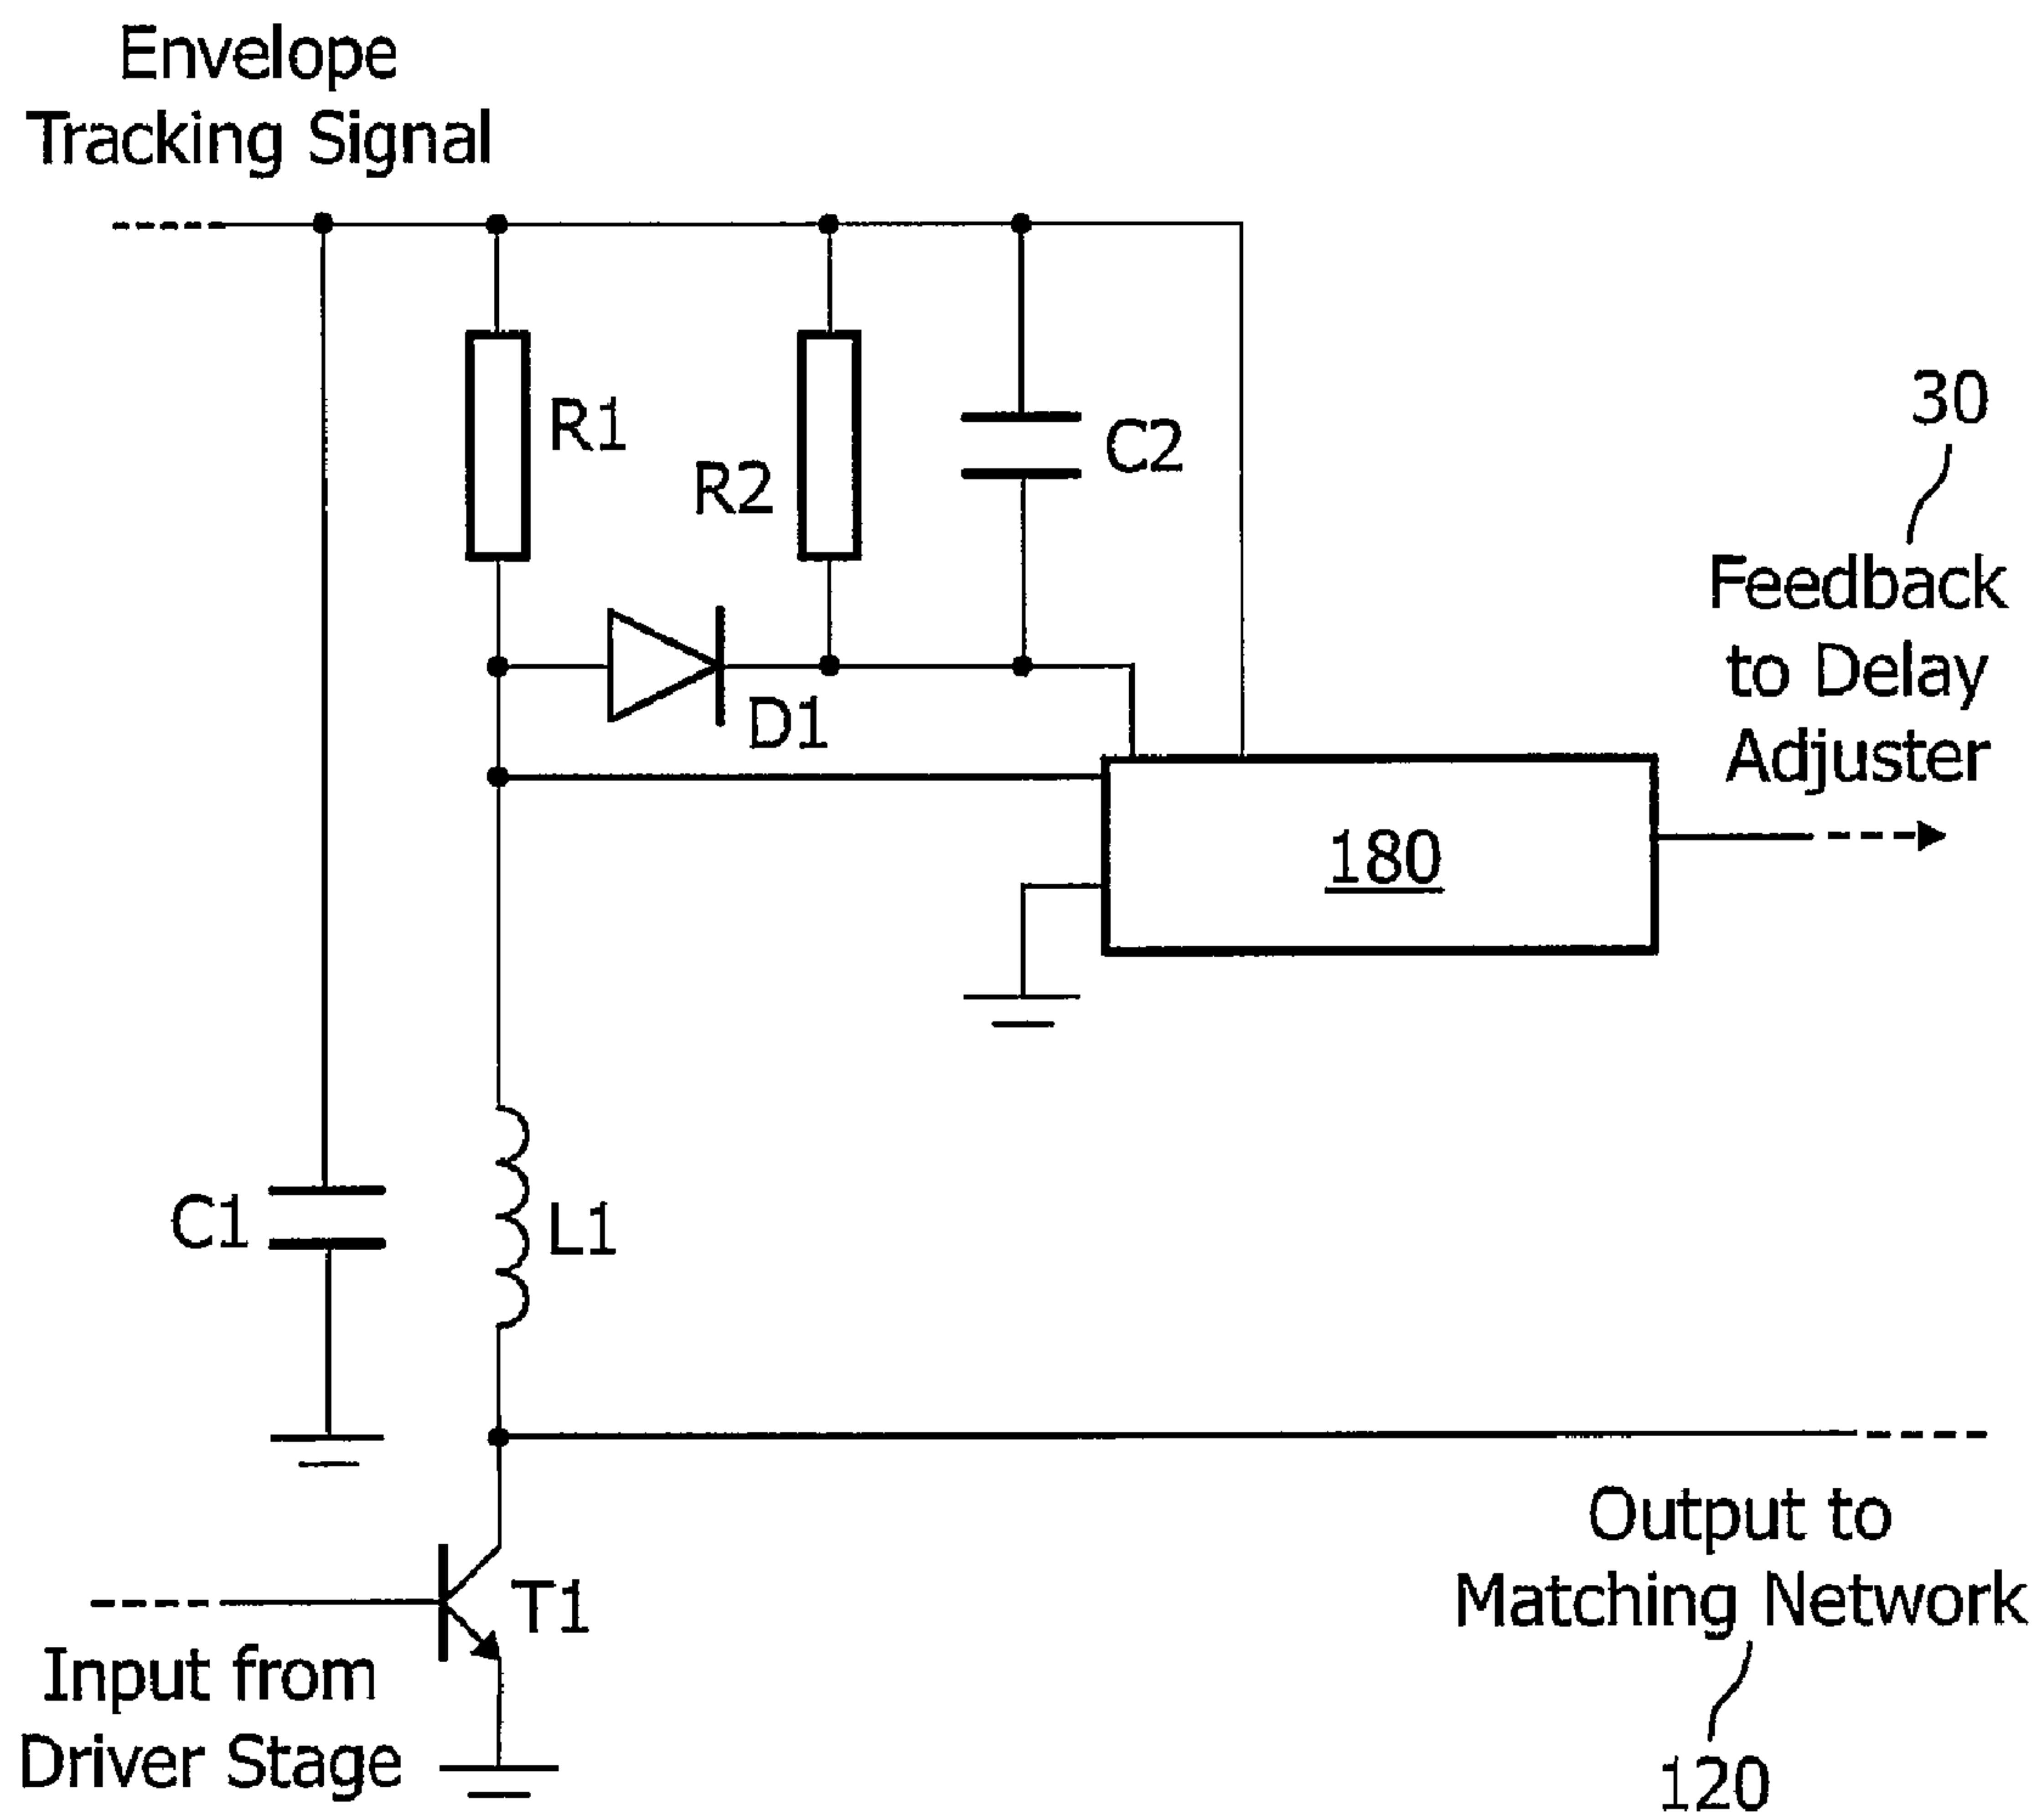 Envelope
Tracking Signal
R1
R2
C2
D1
30
Feedback
to Delay
Adjuster
180
C1
L1
T1
Input from
Driver Stage
Output to
Matching Network
120